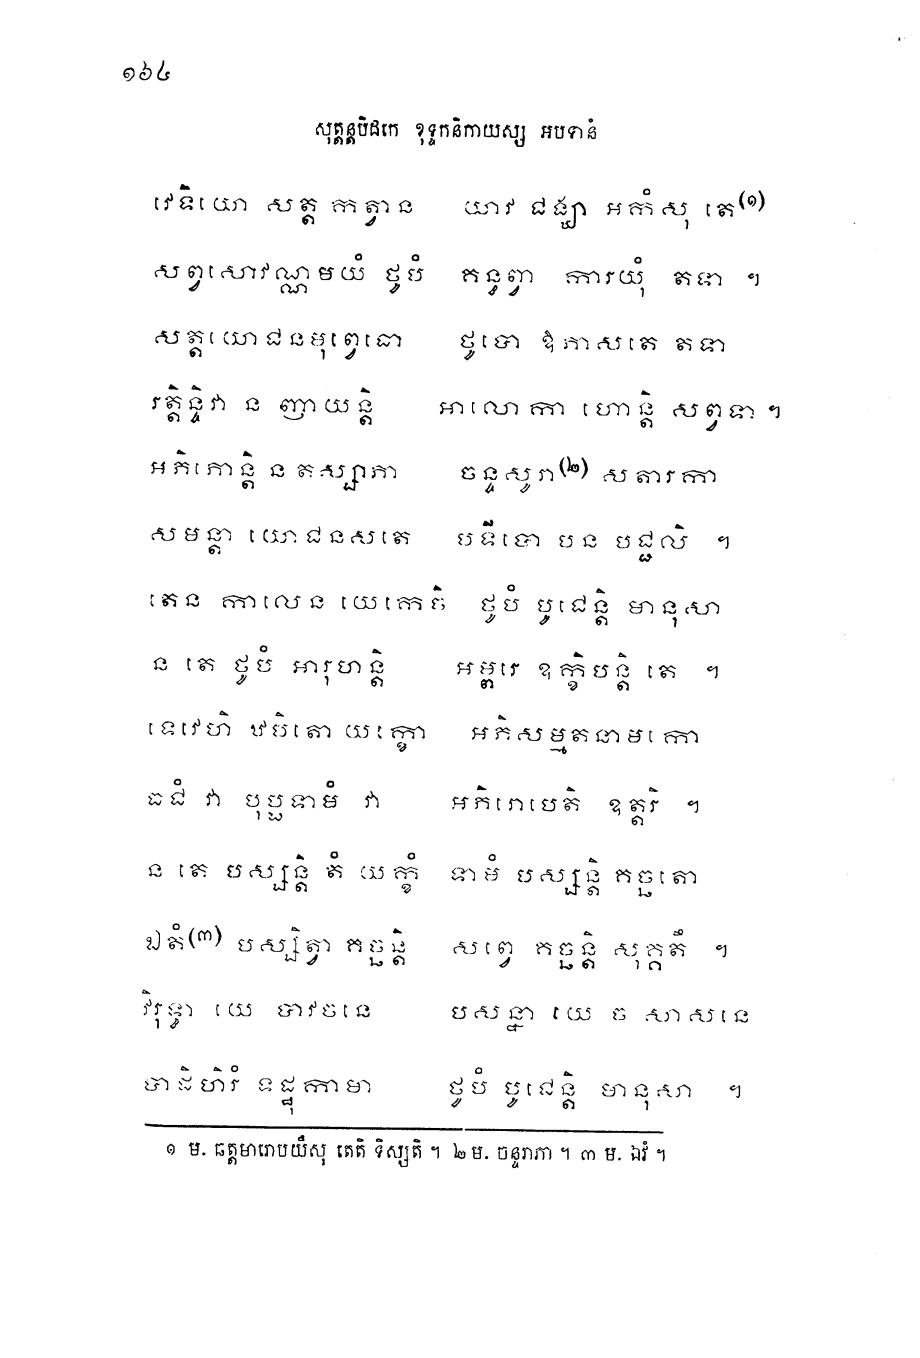 ១៦៤
សុត្តន្តបិដកេ ខុទ្ទកនិកាយស្ស អបទានំ
វេទិយោ សត្ត កត្វាន យាវ ជង្ឃា អកំសុ តេ(១)
សព្វសោវណ្ណមយំ ថូបំ គន្ធព្វា ការយុំ តទា ។
សត្តយោជនមុព្វេធោ ថូបោ ឱភាសតេ តទា
រត្តិន្ទិវា ន ញាយន្តិ អាលោកា ហោន្តិ សព្វទា ។
អភិភោន្តិ ន តស្សាភា ចន្ទសូរា(២) សតារកា
សមន្តា យោជនសតេ បទីបោ បន បជ្ជលិ ។
តេន កាលេន យេកេចិ ថូបំ បូជេន្តិ មានុសា
ន តេ ថូបំ អារុហន្តិ អម្ពរេ ឧក្ខិបន្តិ តេ ។
ទេវេហិ ឋបិតោ យក្ខោ អភិសម្មតនាមកោ
ធជំ វា បុប្ផទាមំ វា អភិរោបេតិ ឧត្តរិ ។
ន តេ បស្សន្តិ តំ យក្ខំ ទាមំ បស្សន្តិ គច្ឆតោ
ឯតំ(៣) បស្សិត្វា គច្ឆន្តិ សព្វេ គច្ឆន្តិ សុគ្គតឹ ។
វិរុទ្ធា យេ បាវចនេ បសន្នា យេ ច សាសនេ
បាដិហិរំ ទដ្ឋុកាមា ថូបំ បូជេន្តិ មានុសា ។
១ ម. ឆត្តមារោបយឹសុ តេតិ ទិស្សតិ ។ ២ ម. ចន្ទរាភា ។ ៣ ម. ឯវំ ។